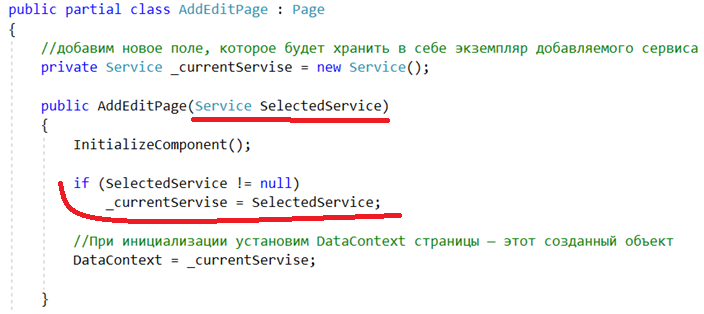 public partial class AddEditPage : Page
{
//добавим новое поле, которое будет хранить в себе экземпляр добавляемого сервиса
private Service _currentServise = new Service();
public AddEditPage(Service SelectedService)
{
InitializeComponent();
if (SelectedService != null)
_currentServise = SelectedService;
//При инициализации установим DataContext страницы – этот созданный объект
DataContext = _currentServise;
}